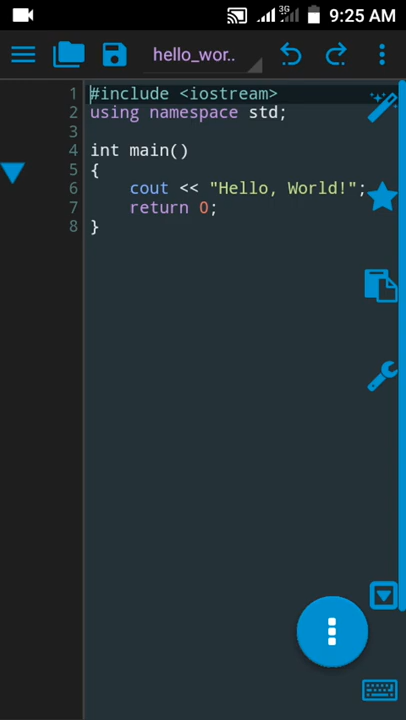 3G 9:25 AM
hello_wor..
1 #include <iostream>
2 using namespace std;
3
4 int main()
5 {
6 cout << "Hello, World!";
7 return 0;
8 }